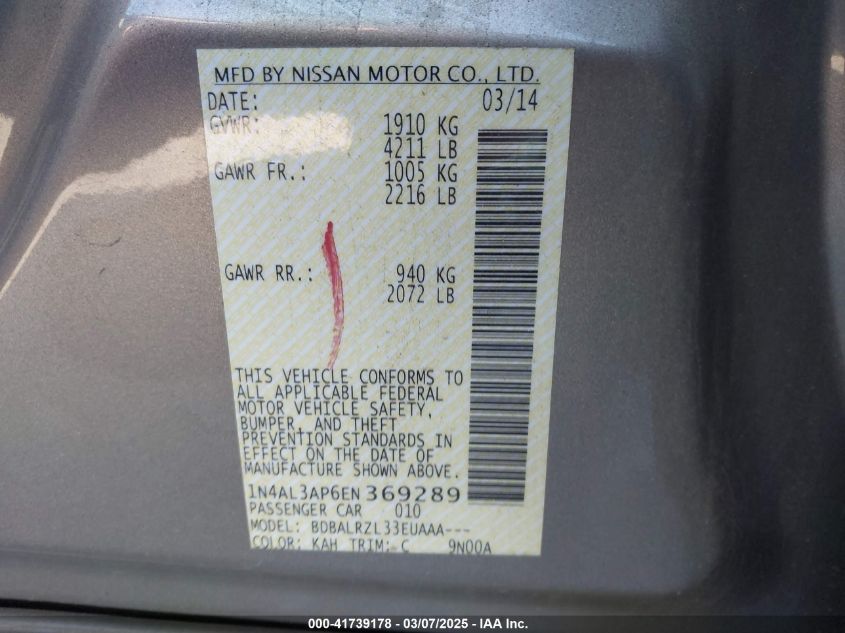 MFD BY NISSAN MOTOR CO., LTD.
DATE: 03/14
GVWR: 1910 KG
4211 LB
GAWR FR.: 1005 KG
2216 LB
GAWR RR.: 940 KG
2072 LB
THIS VEHICLE CONFORMS TO
ALL APPLICABLE FEDERAL
MOTOR VEHICLE SAFETY,
BUMPER, AND THEFT
PREVENTION STANDARDS IN
EFFECT ON THE DATE OF
MANUFACTURE SHOWN ABOVE.
1N4AL3AP6EN369289
PASSENGER CAR 010
MODEL: BDBALRZL33EUAAA---
COLOR: KAH TRIM: C 9N00A
000-41739178 - 03/07/2025 - IAA Inc.